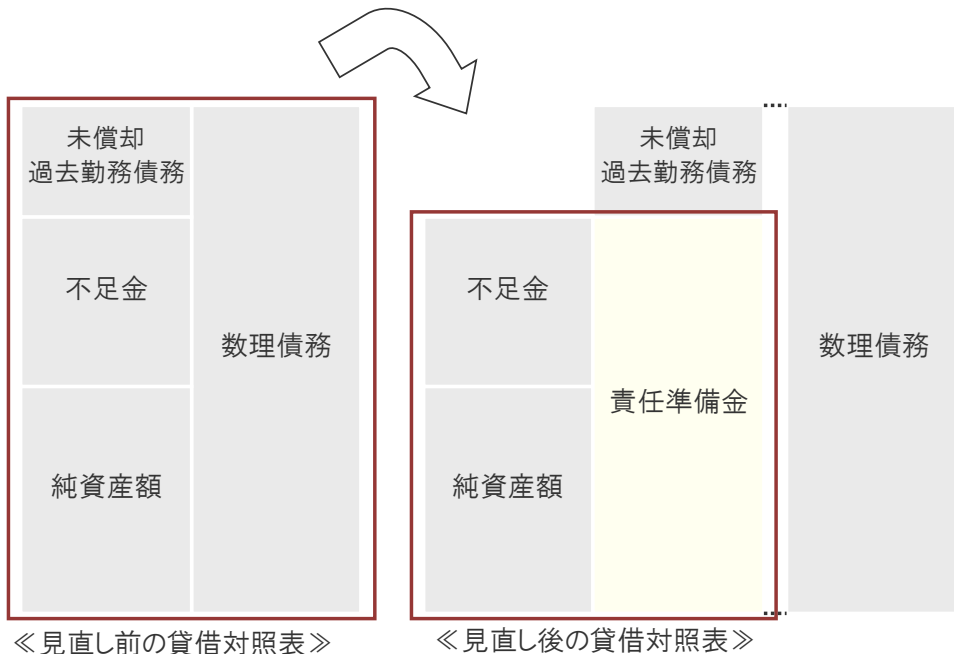 未償却
過去勤務債務
不足金
数理債務
純資産額
≪見直し前の貸借対照表≫
未償却
過去勤務債務
不足金
責任準備金
純資産額
数理債務
≪見直し後の貸借対照表≫